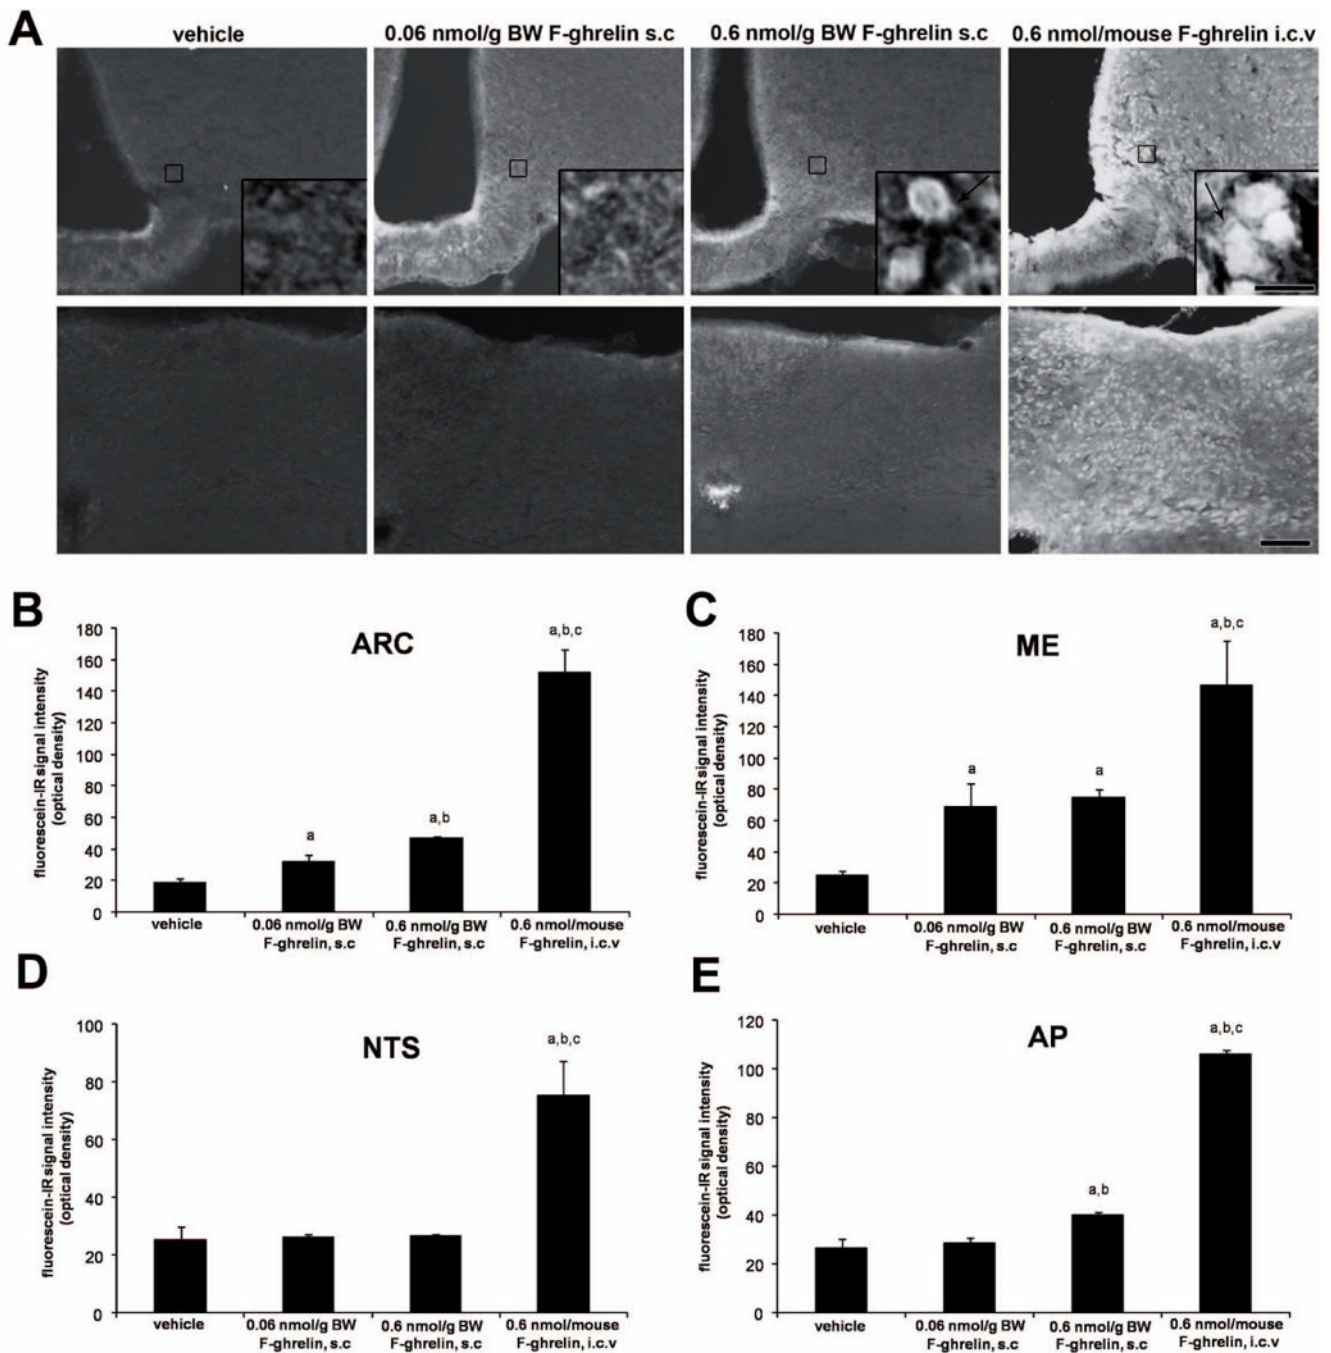 A
vehicle
0.06 nmol/g BW F-ghrelin s.c
0.6 nmol/g BW F-ghrelin s.c
0.6 nmol/mouse F-ghrelin i.c.v
B
ARC
fluorescein-IR signal intensity
(optical density)
180
160
140
120
100
80
60
40
20
0
a
a,b
a,b,c
vehicle
0.06 nmol/g BW
F-ghrelin, s.c
0.6 nmol/g BW
F-ghrelin, s.c
0.6 nmol/mouse
F-ghrelin, i.c.v
C
ME
fluorescein-IR signal intensity
(optical density)
180
160
140
120
100
80
60
40
20
0
a
a
a,b,c
vehicle
0.06 nmol/g BW
F-ghrelin, s.c
0.6 nmol/g BW
F-ghrelin, s.c
0.6 nmol/mouse
F-ghrelin, i.c.v
D
NTS
fluorescein-IR signal intensity
(optical density)
100
80
60
40
20
0
a,b,c
vehicle
0.06 nmol/g BW
F-ghrelin, s.c
0.6 nmol/g BW
F-ghrelin, s.c
0.6 nmol/mouse
F-ghrelin, i.c.v
E
AP
fluorescein-IR signal intensity
(optical density)
120
100
80
60
40
20
0
a,b
a,b,c
vehicle
0.06 nmol/g BW
F-ghrelin, s.c
0.6 nmol/g BW
F-ghrelin, s.c
0.6 nmol/mouse
F-ghrelin, i.c.v